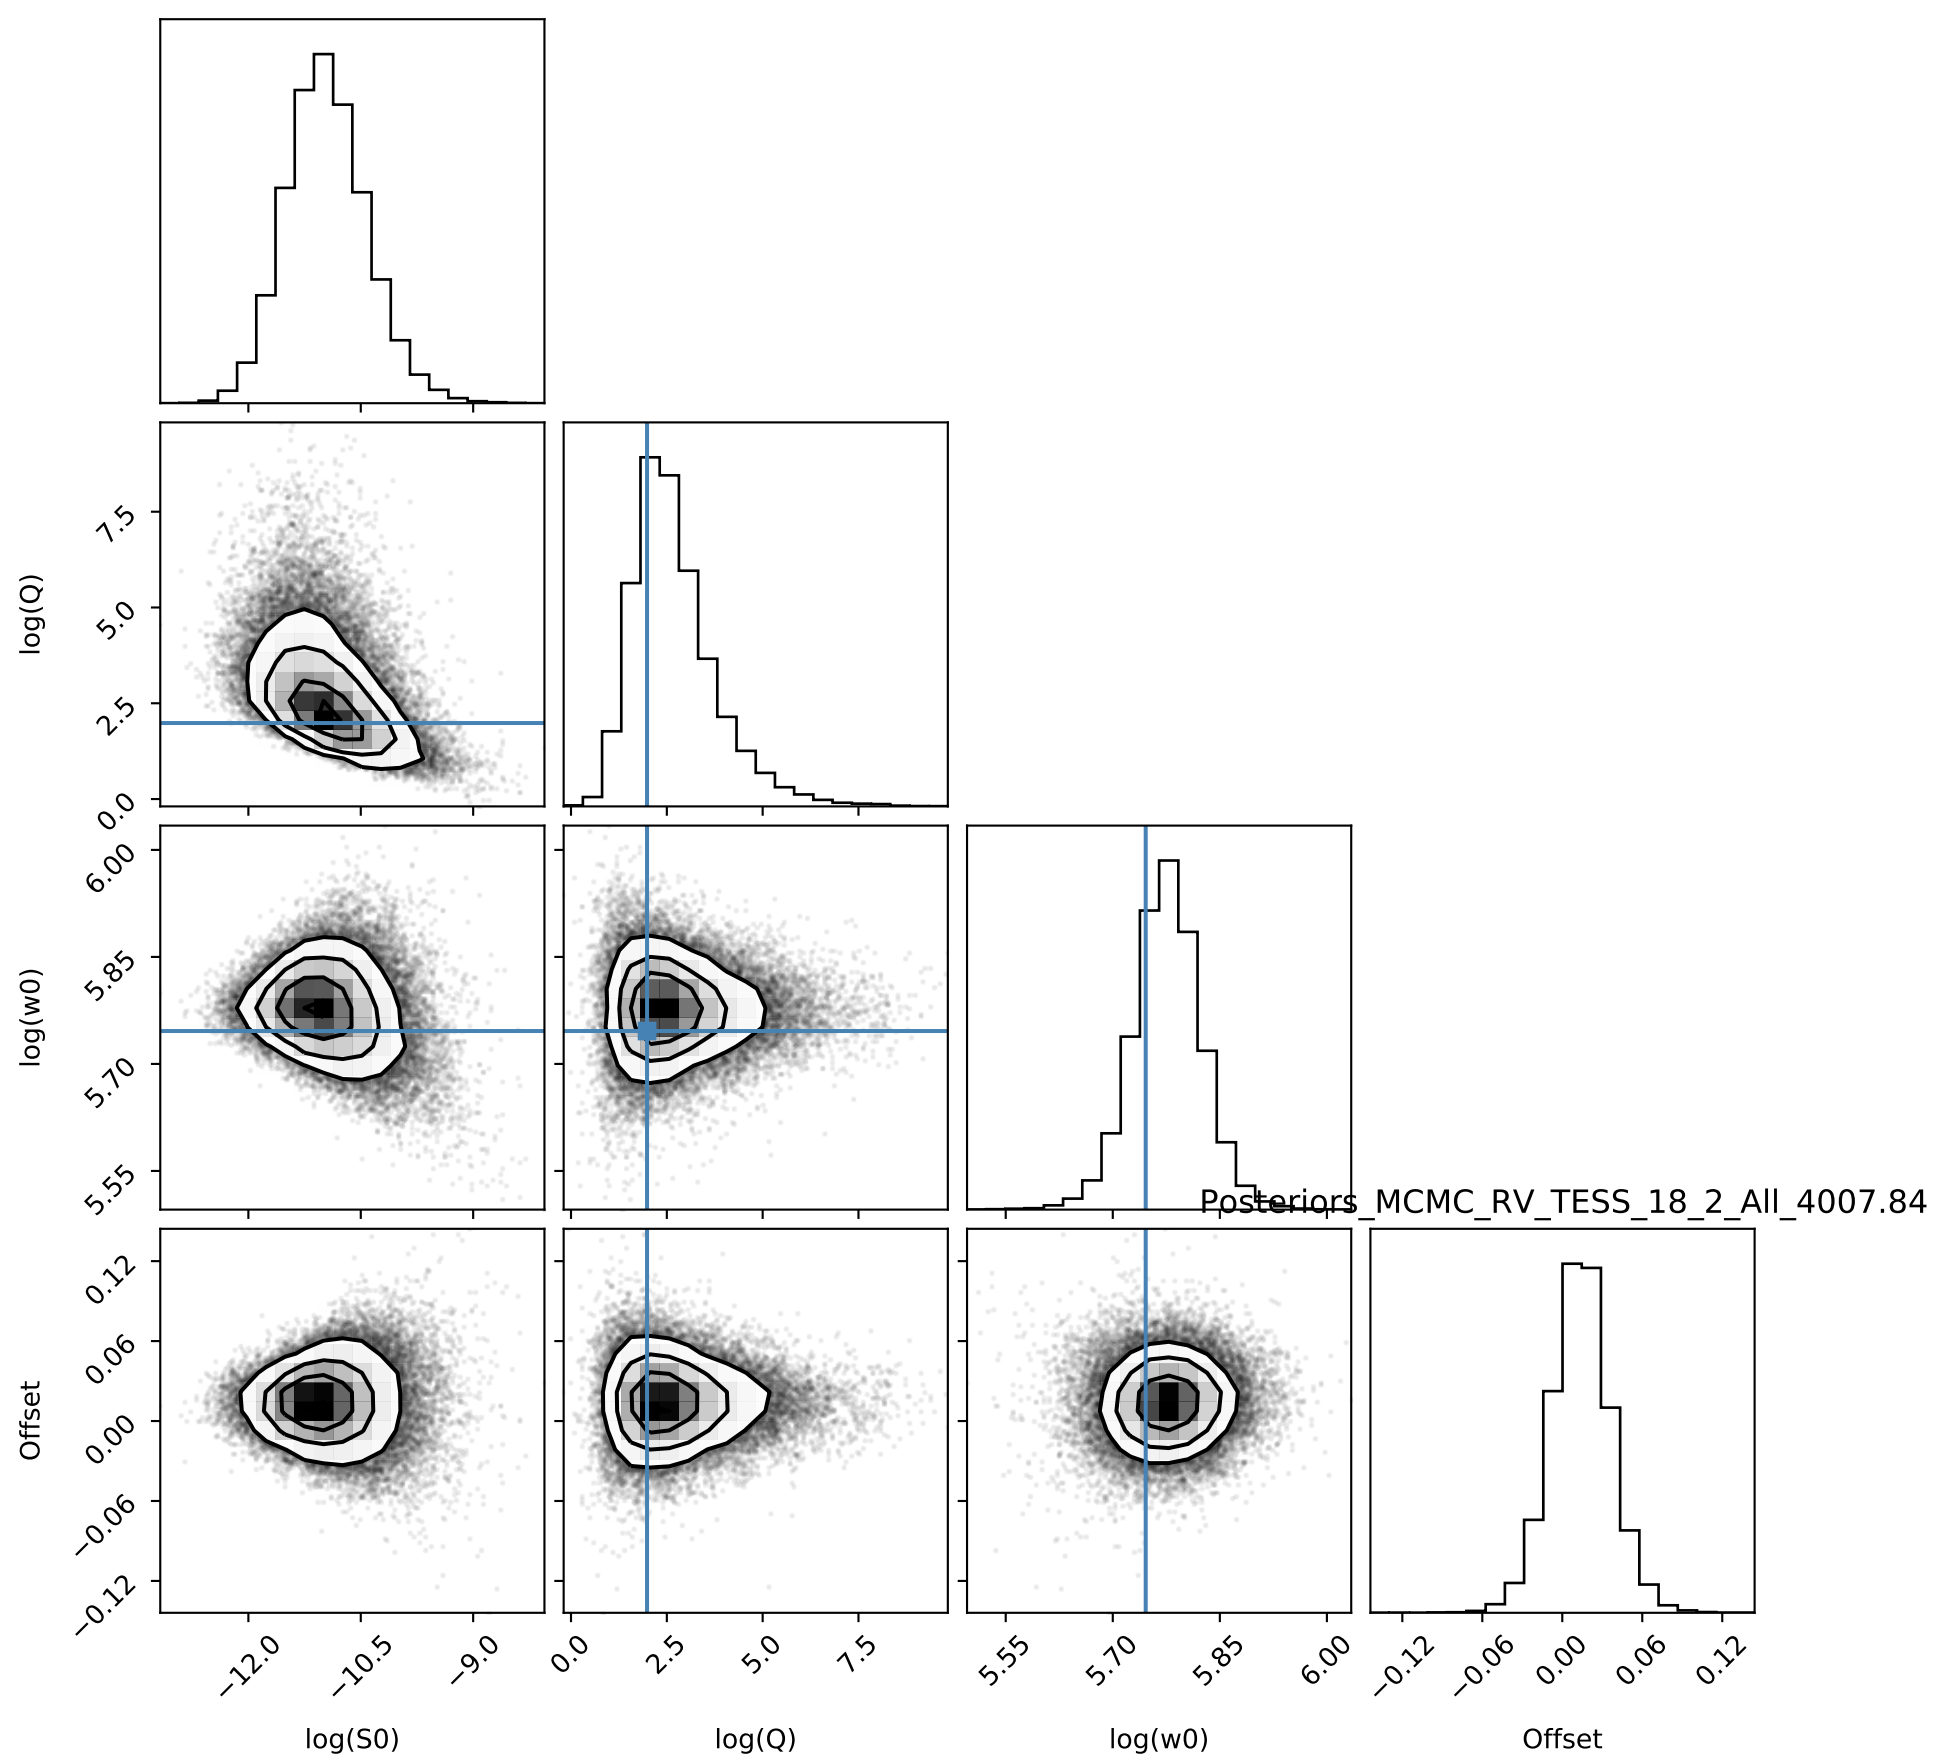 7.5
5.0
2.5
0.0
log(Q)
6.00
5.85
5.70
5.55
log(w0)
Posteriors_MCMC_RV_TESS_18_2_All_4007.84
0.12
0.06
0.00
−0.06
−0.12
Offset
−12.0 −10.5 −9.0 0.0 2.5 5.0 7.5 5.55 5.70 5.85 6.00 −0.12 −0.06 0.00 0.06 0.12
log(S0) log(Q) log(w0) Offset